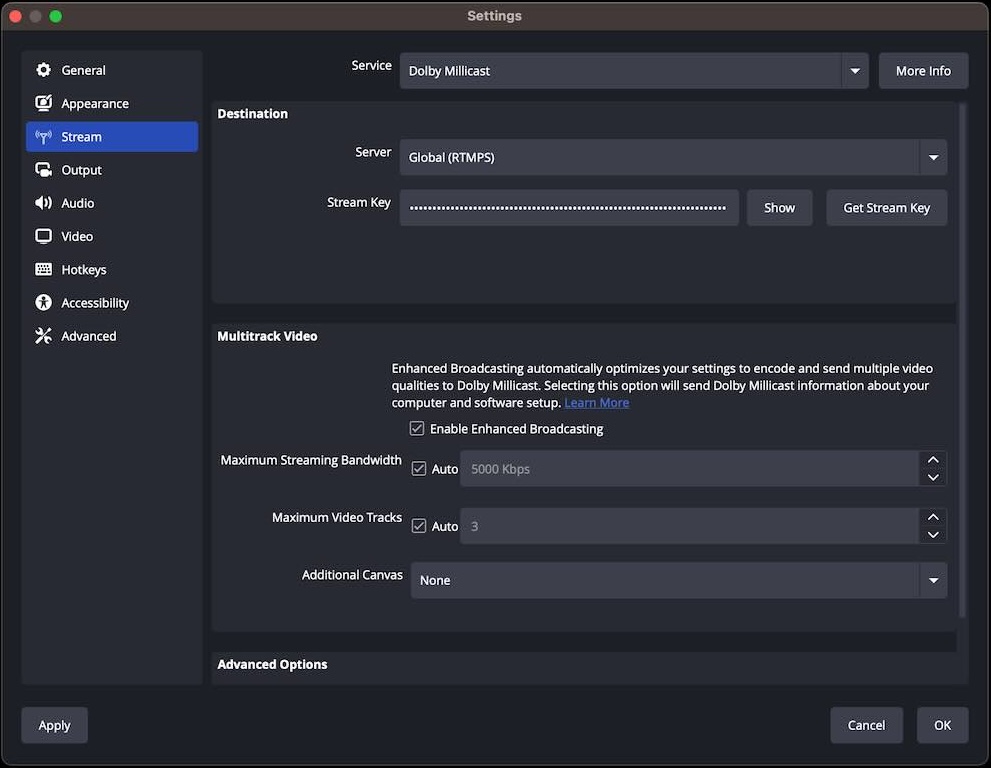 Settings
General
Appearance
Stream
Output
Audio
Video
Hotkeys
Accessibility
Advanced
Service
Dolby Millicast
More Info
Destination
Server
Global (RTMPS)
Stream Key
Show
Get Stream Key
Multitrack Video
Enhanced Broadcasting automatically optimizes your settings to encode and send multiple video
qualities to Dolby Millicast. Selecting this option will send Dolby Millicast information about your
computer and software setup. Learn More
Enable Enhanced Broadcasting
Maximum Streaming Bandwidth
Auto
5000 Kbps
Maximum Video Tracks
Auto
3
Additional Canvas
None
Advanced Options
Apply
Cancel
OK